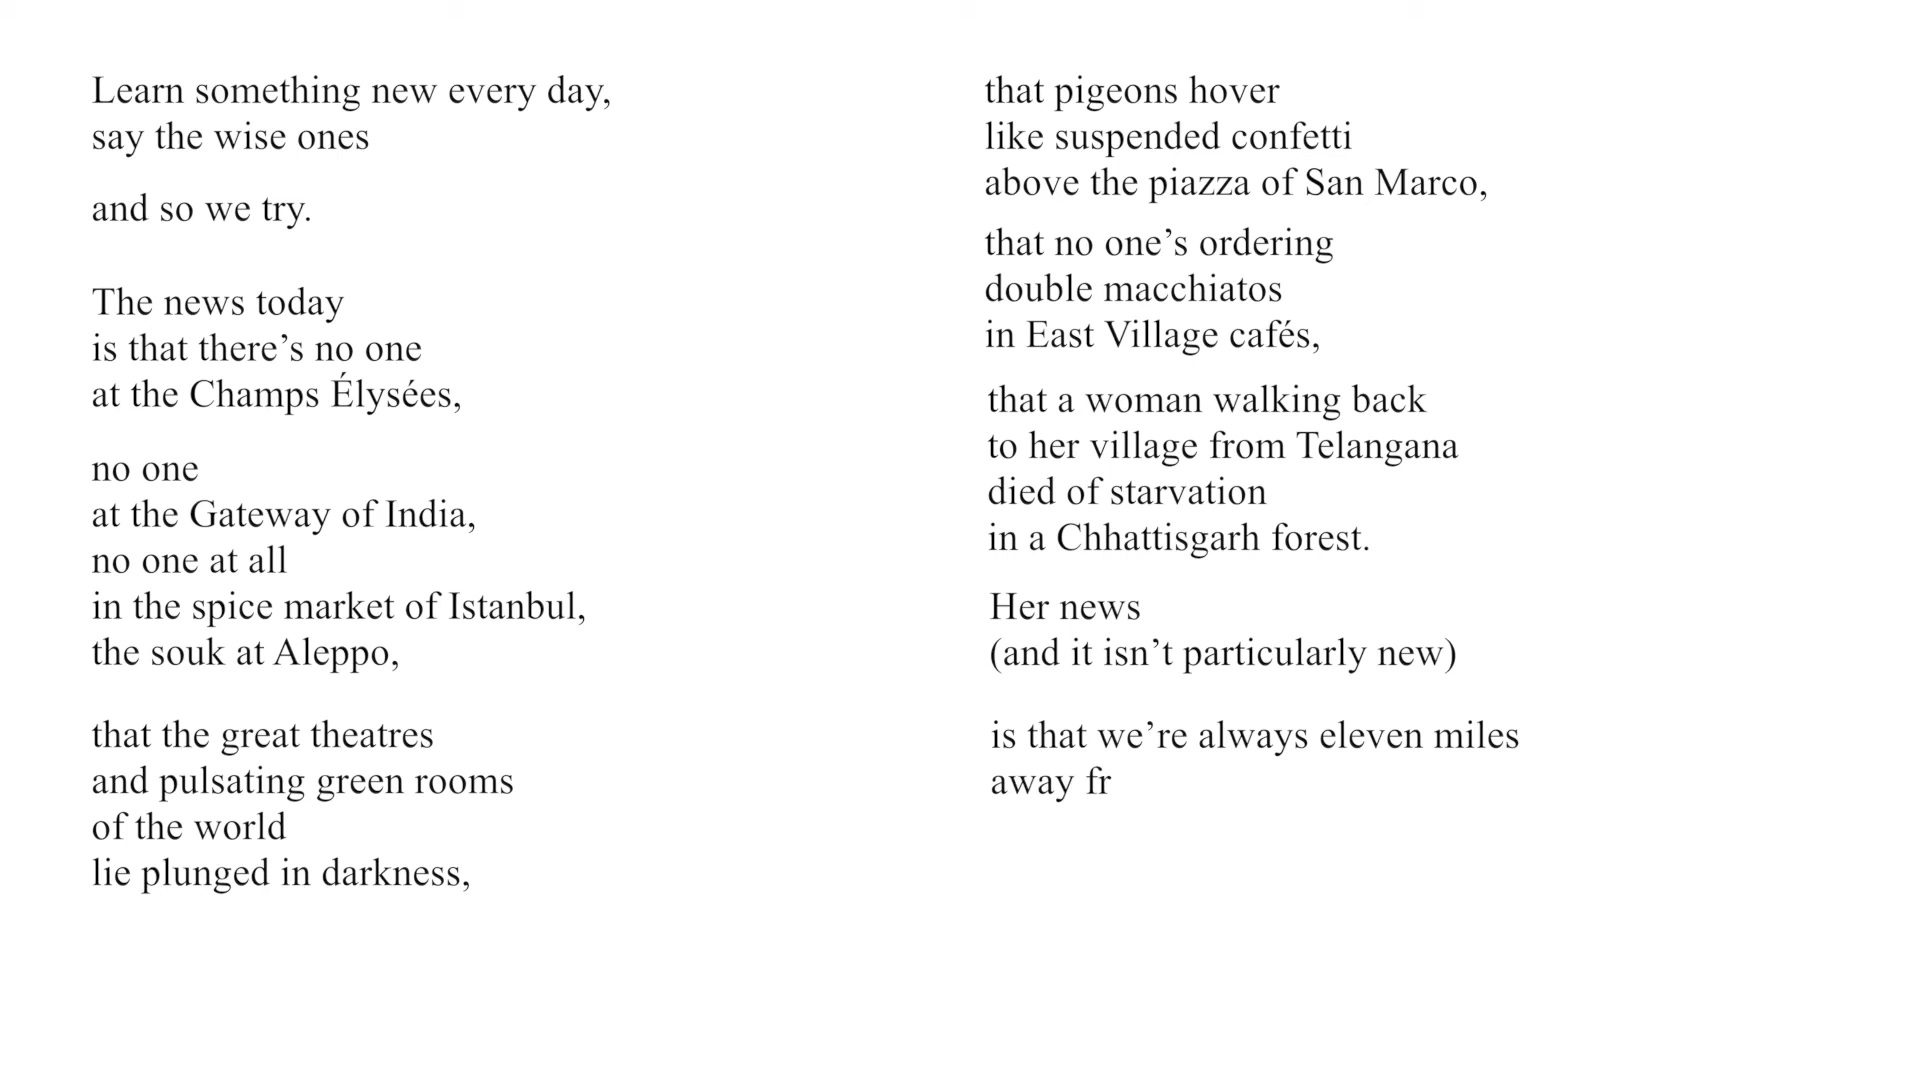 Learn something new every day,
say the wise ones
and so we try.
The news today
is that there’s no one
at the Champs Élysées,
no one
at the Gateway of India,
no one at all
in the spice market of Istanbul,
the souk at Aleppo,
that the great theatres
and pulsating green rooms
of the world
lie plunged in darkness,
that pigeons hover
like suspended confetti
above the piazza of San Marco,
that no one’s ordering
double macchiatos
in East Village cafés,
that a woman walking back
to her village from Telangana
died of starvation
in a Chhattisgarh forest.
Her news
(and it isn’t particularly new)
is that we’re always eleven miles
away fr